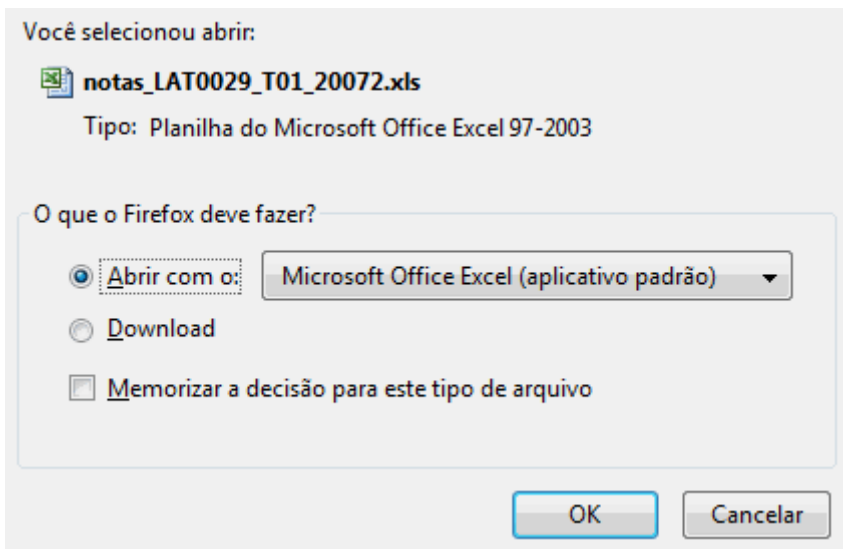 Você selecionou abrir:
notas_LAT0029_T01_20072.xls
Tipo: Planilha do Microsoft Office Excel 97-2003
O que o Firefox deve fazer?
Abrir com o: Microsoft Office Excel (aplicativo padrão)
Download
Memorizar a decisão para este tipo de arquivo
OK Cancelar